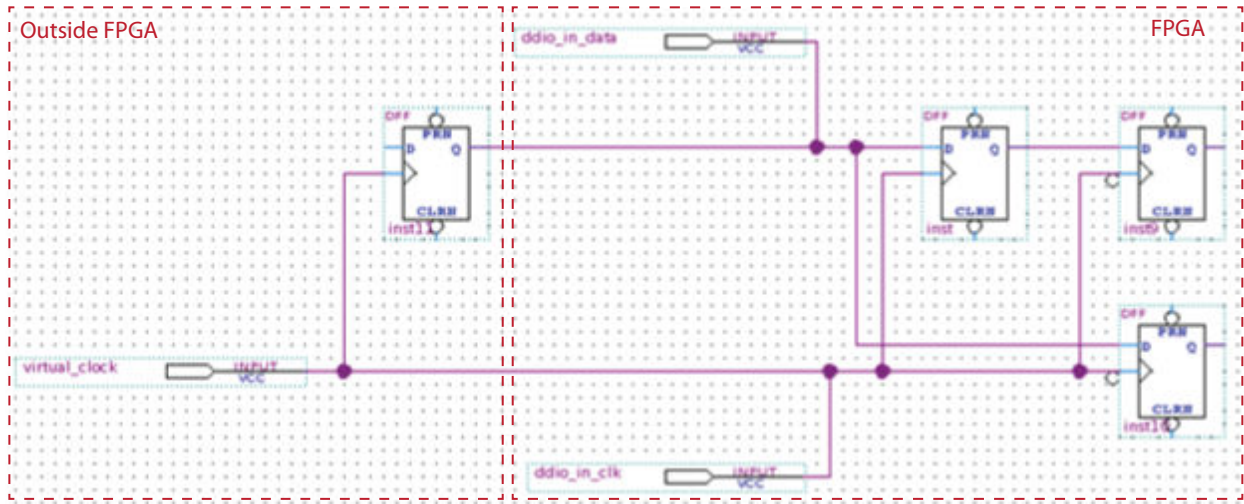 Outside FPGA
FPGA
ddio_in_data
INPUT
VCC
DFF
PRN
D
Q
CLRN
inst11
DFF
PRN
D
Q
CLRN
inst
DFF
PRN
D
Q
CLRN
inst9
DFF
PRN
D
Q
CLRN
inst10
virtual_clock
INPUT
VCC
ddio_in_clk
INPUT
VCC